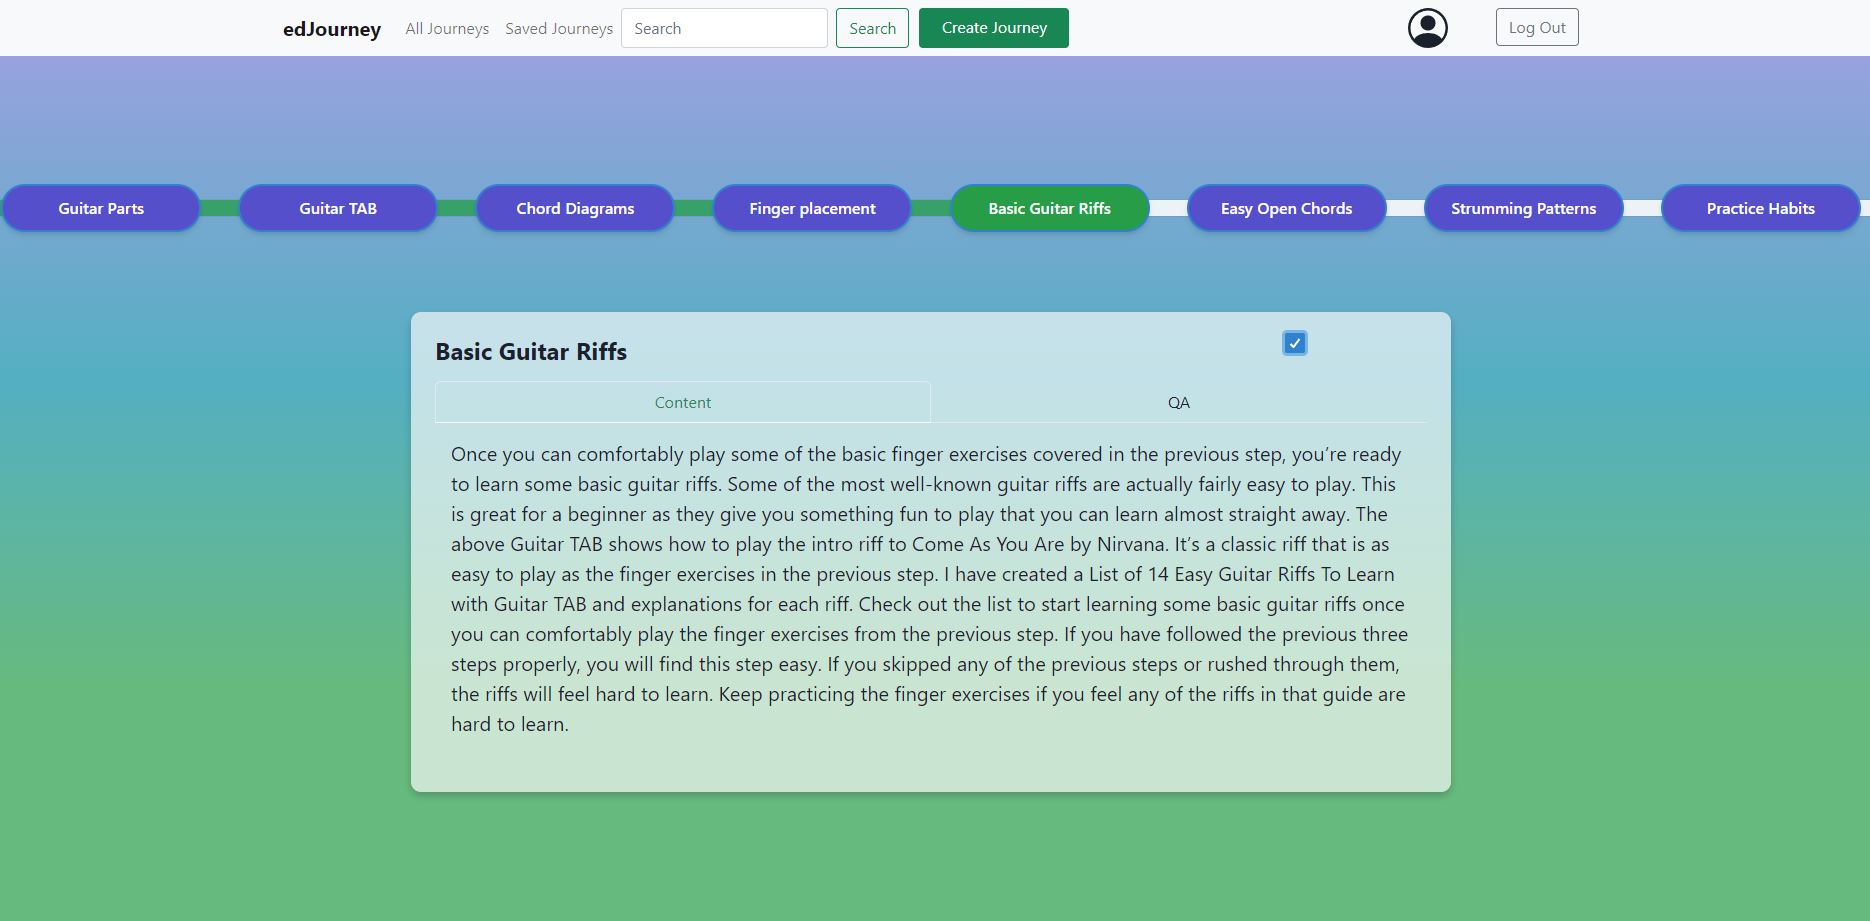 edJourney All Journeys Saved Journeys Search Search Create Journey Log Out
Guitar Parts Guitar TAB Chord Diagrams Finger placement Basic Guitar Riffs Easy Open Chords Strumming Patterns Practice Habits
Basic Guitar Riffs
Content QA
Once you can comfortably play some of the basic finger exercises covered in the previous step, you’re ready
to learn some basic guitar riffs. Some of the most well-known guitar riffs are actually fairly easy to play. This
is great for a beginner as they give you something fun to play that you can learn almost straight away. The
above Guitar TAB shows how to play the intro riff to Come As You Are by Nirvana. It’s a classic riff that is as
easy to play as the finger exercises in the previous step. I have created a List of 14 Easy Guitar Riffs To Learn
with Guitar TAB and explanations for each riff. Check out the list to start learning some basic guitar riffs once
you can comfortably play the finger exercises from the previous step. If you have followed the previous three
steps properly, you will find this step easy. If you skipped any of the previous steps or rushed through them,
the riffs will feel hard to learn. Keep practicing the finger exercises if you feel any of the riffs in that guide are
hard to learn.